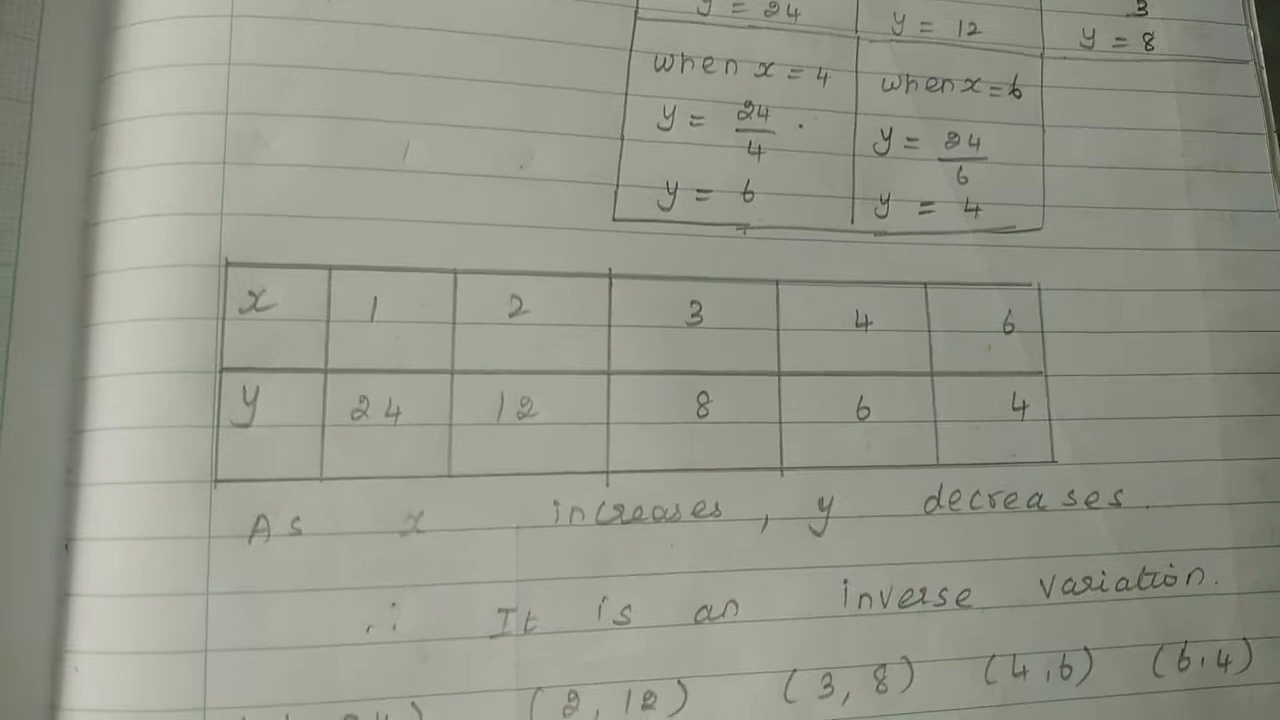 y = 24
y = 12
3
y = 8
when x = 4
y = 24/4 .
y = 6
when x = 6
y = 24/6
y = 4
x 1 2 3 4 6
y 24 12 8 6 4
As x increases, y decreases.
∴ It is an inverse variation.
(2, 12) (3, 8) (4, 6) (6, 4)